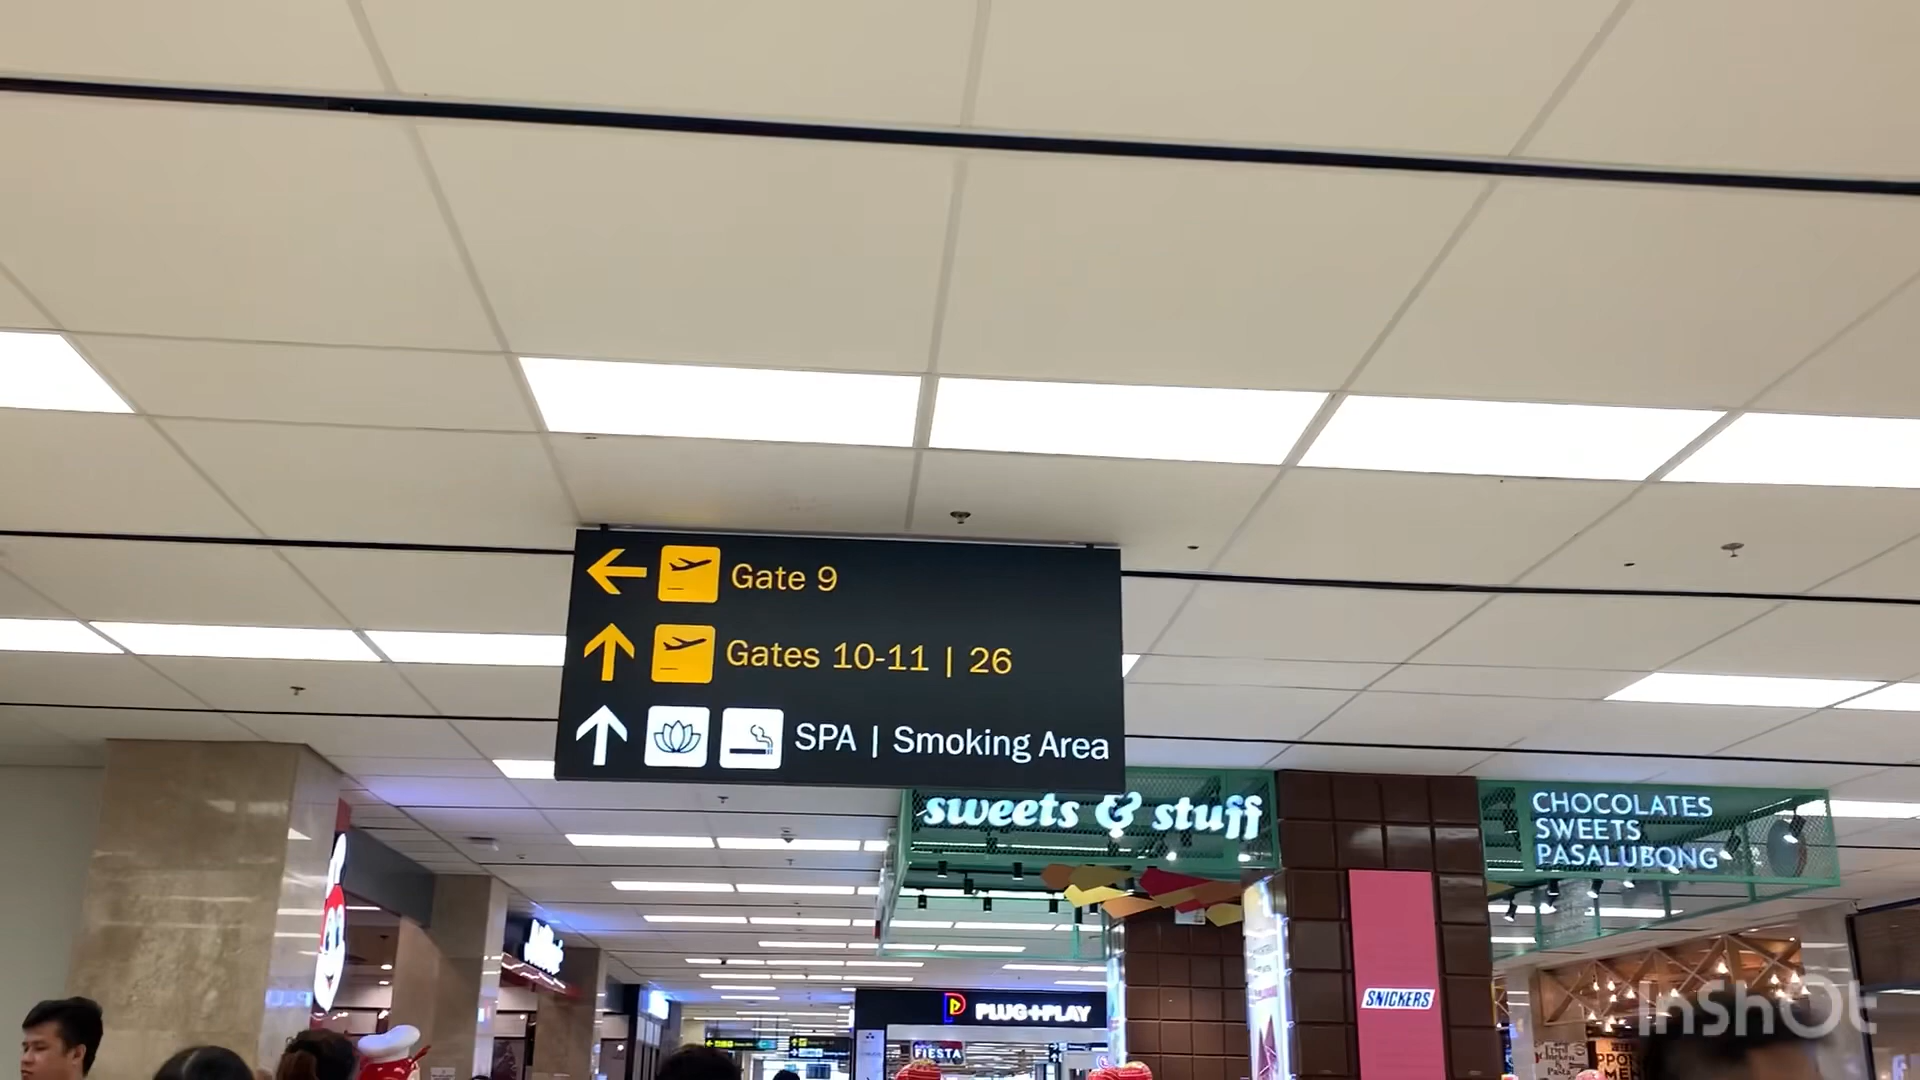 Gate 9
Gates 10-11 | 26
SPA | Smoking Area
sweets & stuff
CHOCOLATES
SWEETS
PASALUBONG
SNICKERS
PLUG+PLAY
FIESTA
InShOt